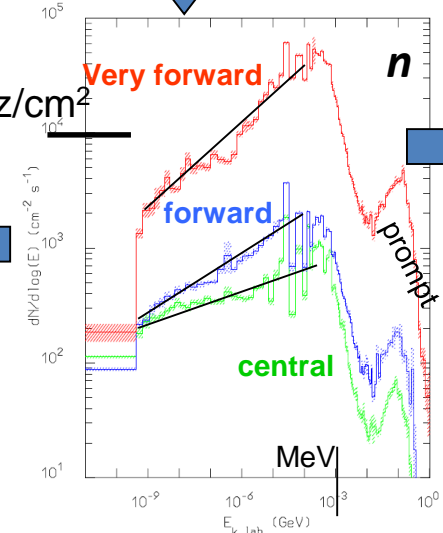 10^5
Very forward
n
z/cm²
10^4
dN/dlog(E) (cm^-2 s^-1)
forward
prompt
10^3
10^2
central
MeV
10^1
10^-9
10^-6
10^-3
10^0
E_k,lab (GeV)